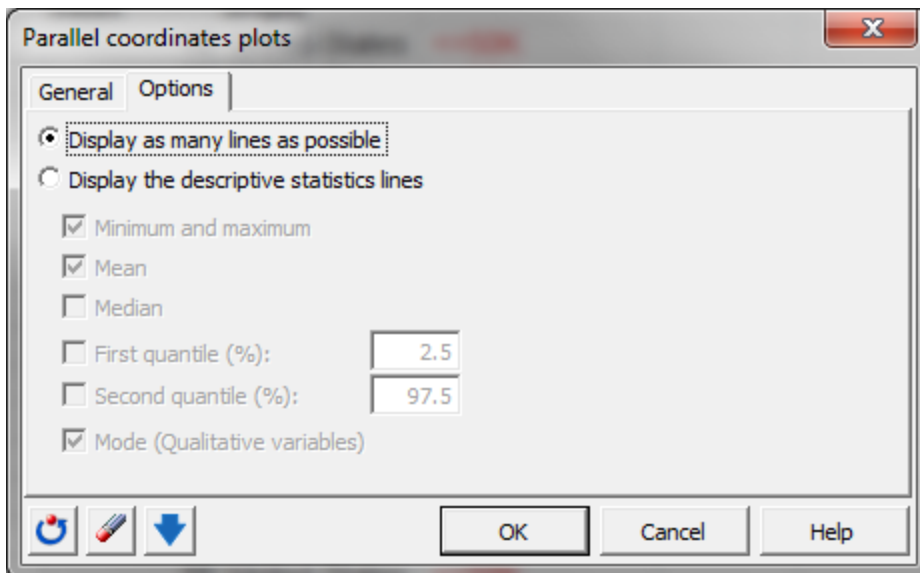 Parallel coordinates plots
General Options
Display as many lines as possible
Display the descriptive statistics lines
Minimum and maximum
Mean
Median
First quantile (%): 2.5
Second quantile (%): 97.5
Mode (Qualitative variables)
OK Cancel Help